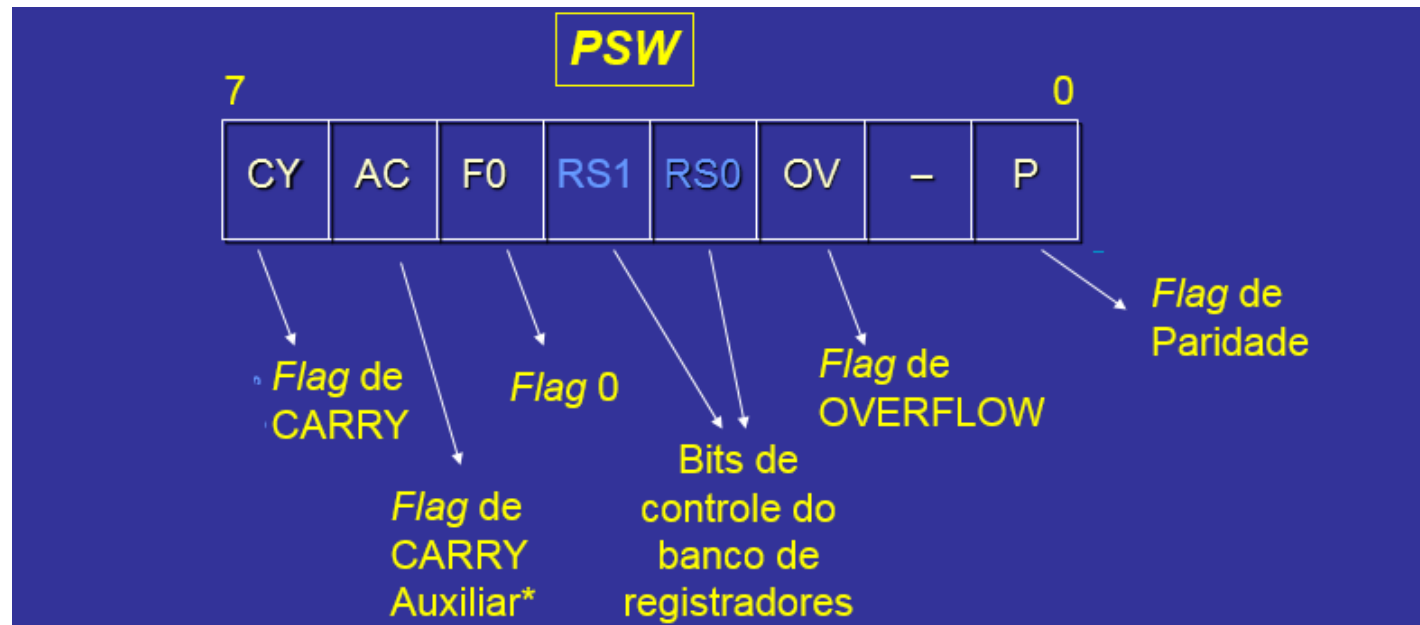 PSW
7 0
CY AC F0 RS1 RS0 OV – P
Flag de
CARRY
Flag de
CARRY
Auxiliar*
Flag 0
Bits de
controle do
banco de
registradores
Flag de
OVERFLOW
Flag de
Paridade